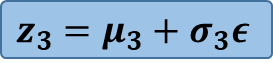 z₃ = μ₃ + σ₃ϵ